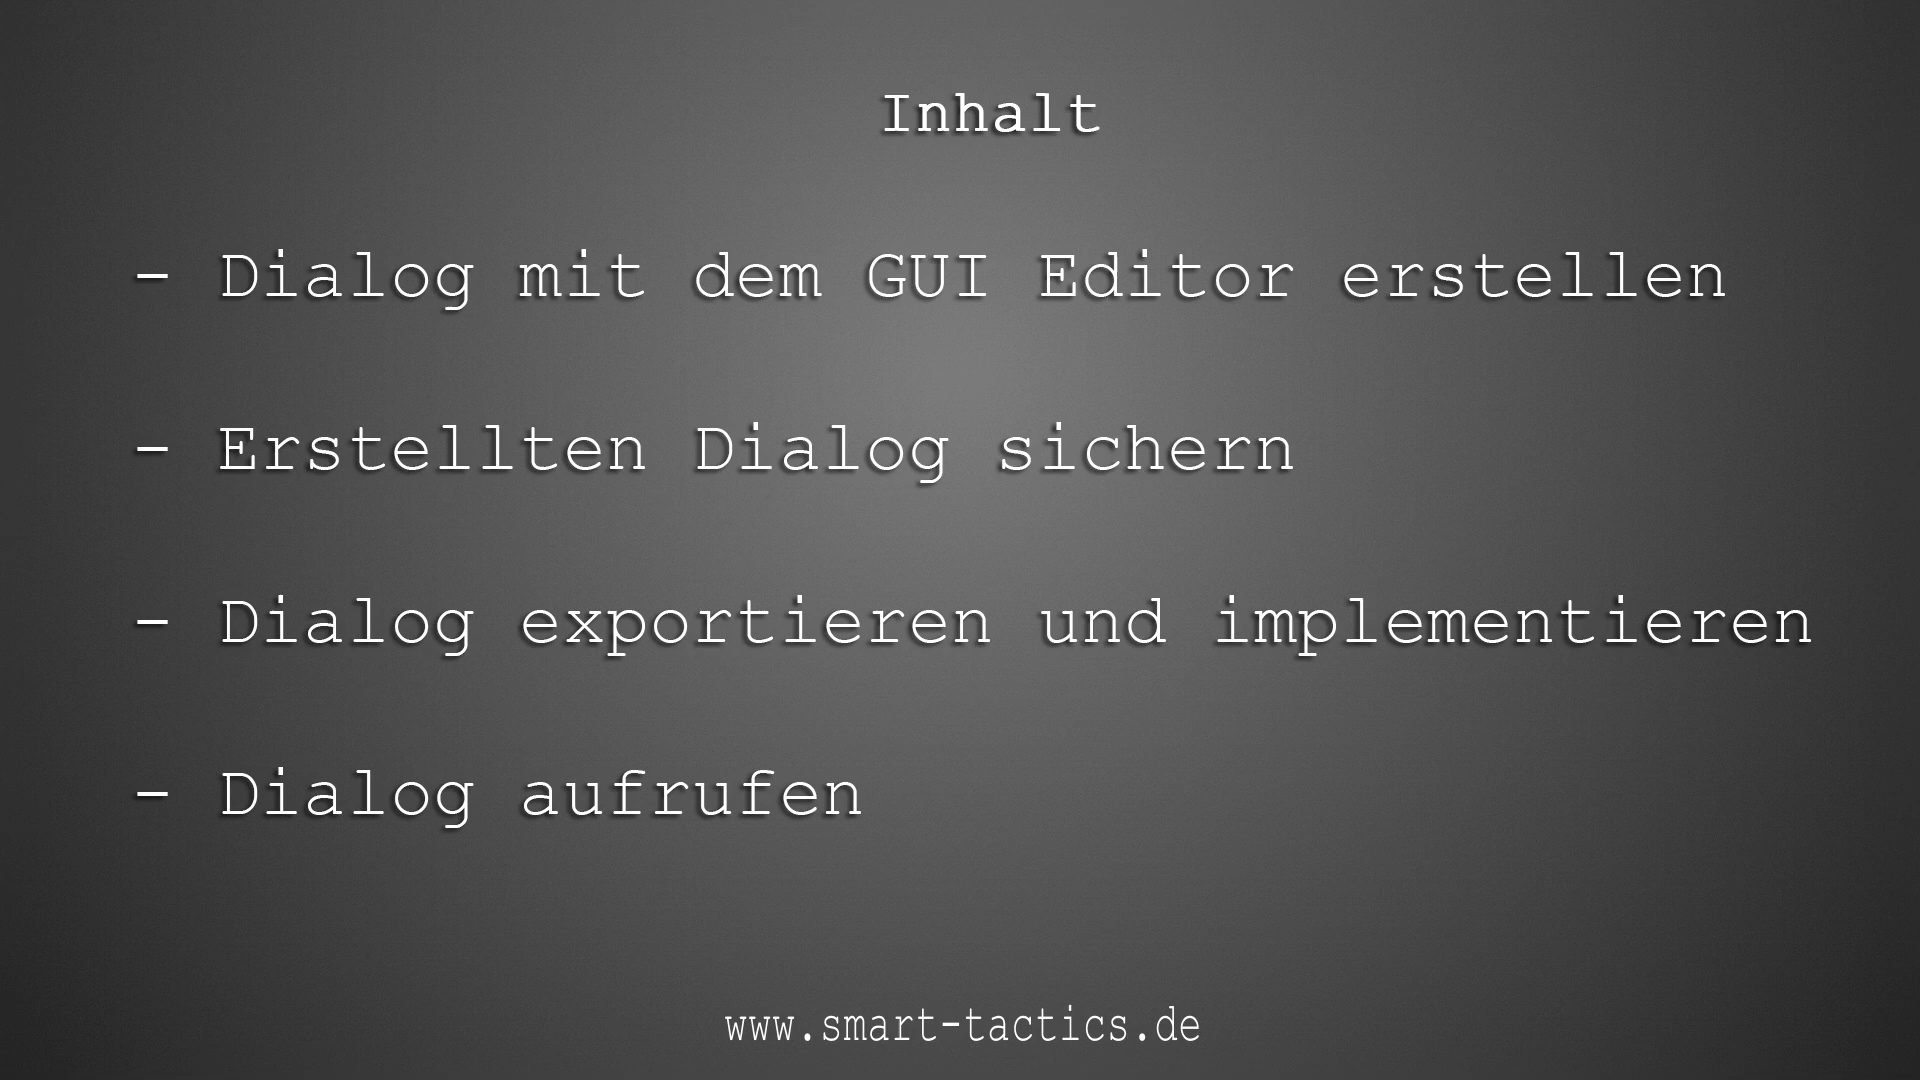 Inhalt
- Dialog mit dem GUI Editor erstellen
- Erstellten Dialog sichern
- Dialog exportieren und implementieren
- Dialog aufrufen
www.smart-tactics.de